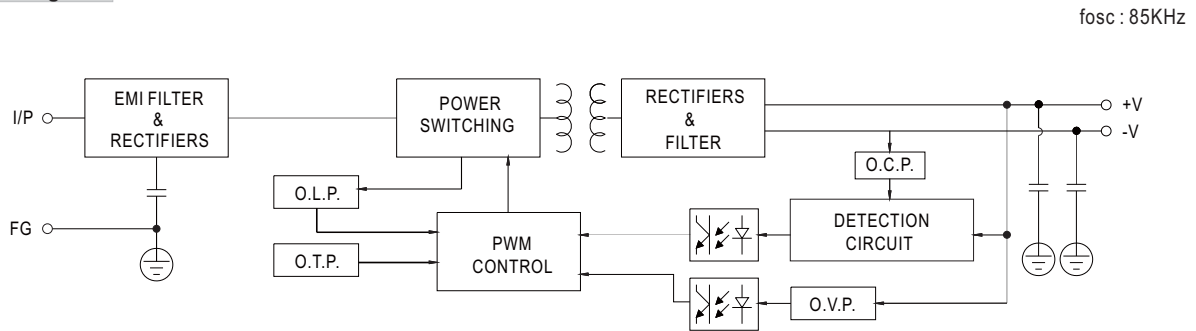 fosc : 85KHz
I/P
EMI FILTER
&
RECTIFIERS
POWER
SWITCHING
RECTIFIERS
&
FILTER
+V
-V
O.C.P.
O.L.P.
FG
PWM
CONTROL
DETECTION
CIRCUIT
O.T.P.
O.V.P.